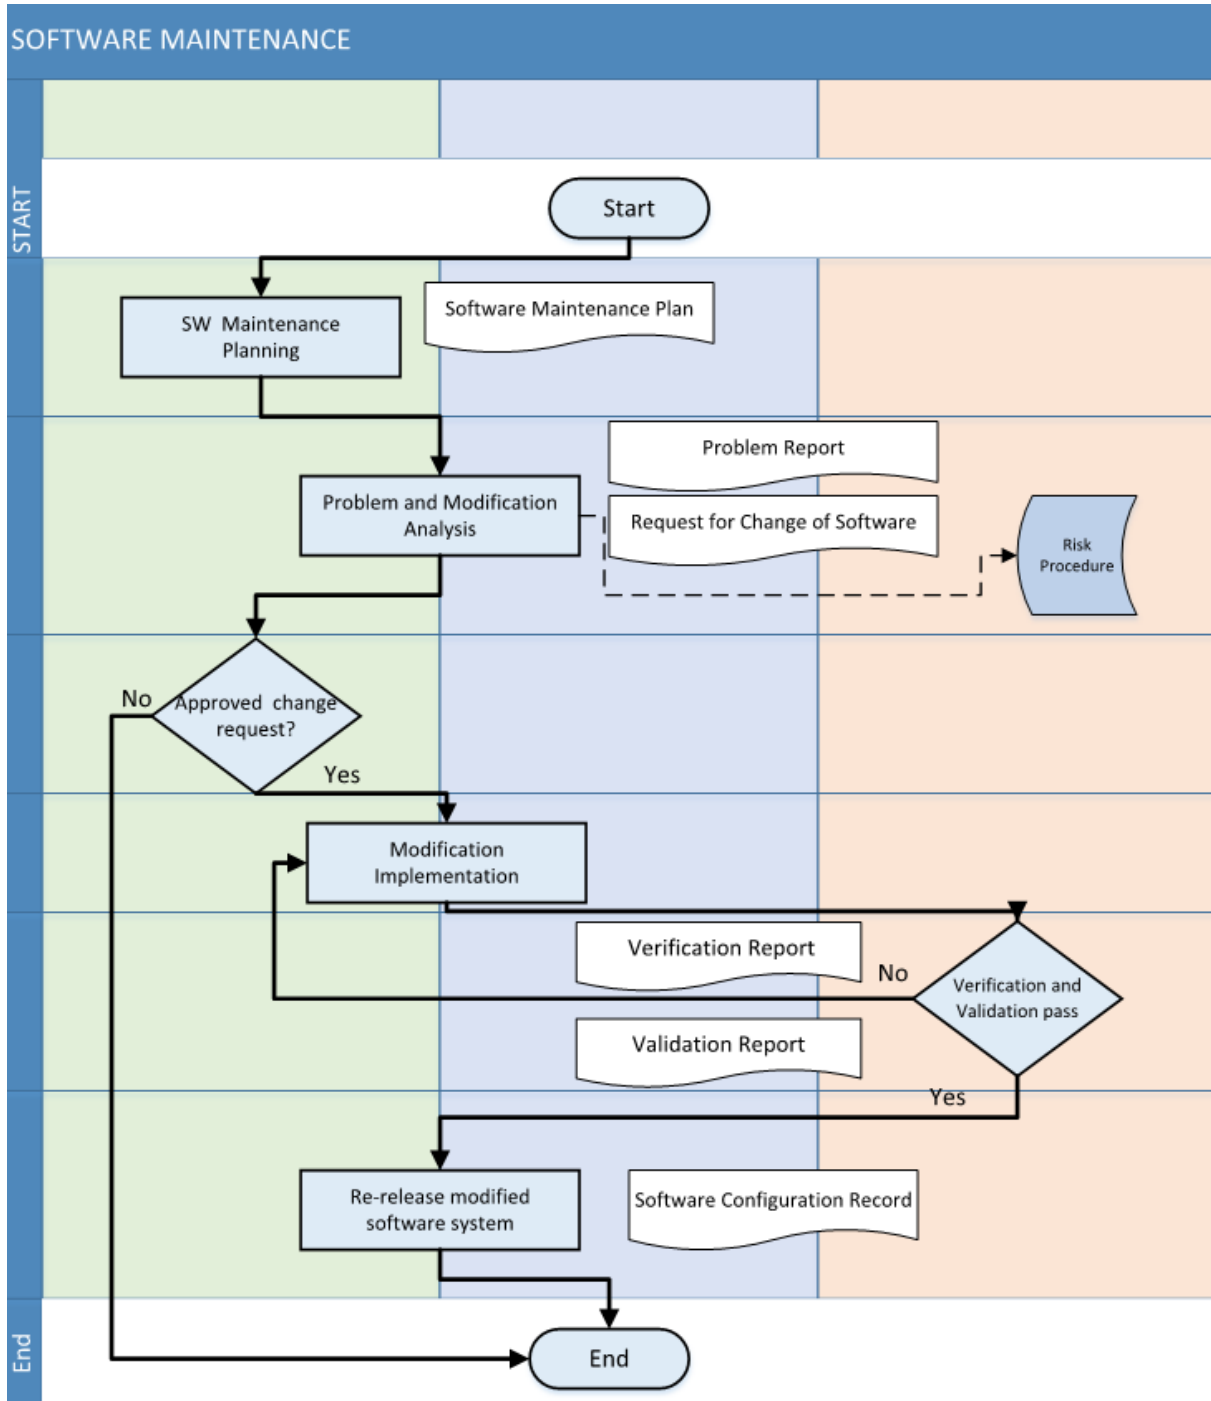 SOFTWARE MAINTENANCE
START
Start
SW Maintenance
Planning
Software Maintenance Plan
Problem Report
Problem and Modification
Analysis
Request for Change of Software
Risk
Procedure
No
Approved change
request?
Yes
Modification
Implementation
Verification Report
No
Verification and
Validation pass
Validation Report
Yes
Re-release modified
software system
Software Configuration Record
End
End